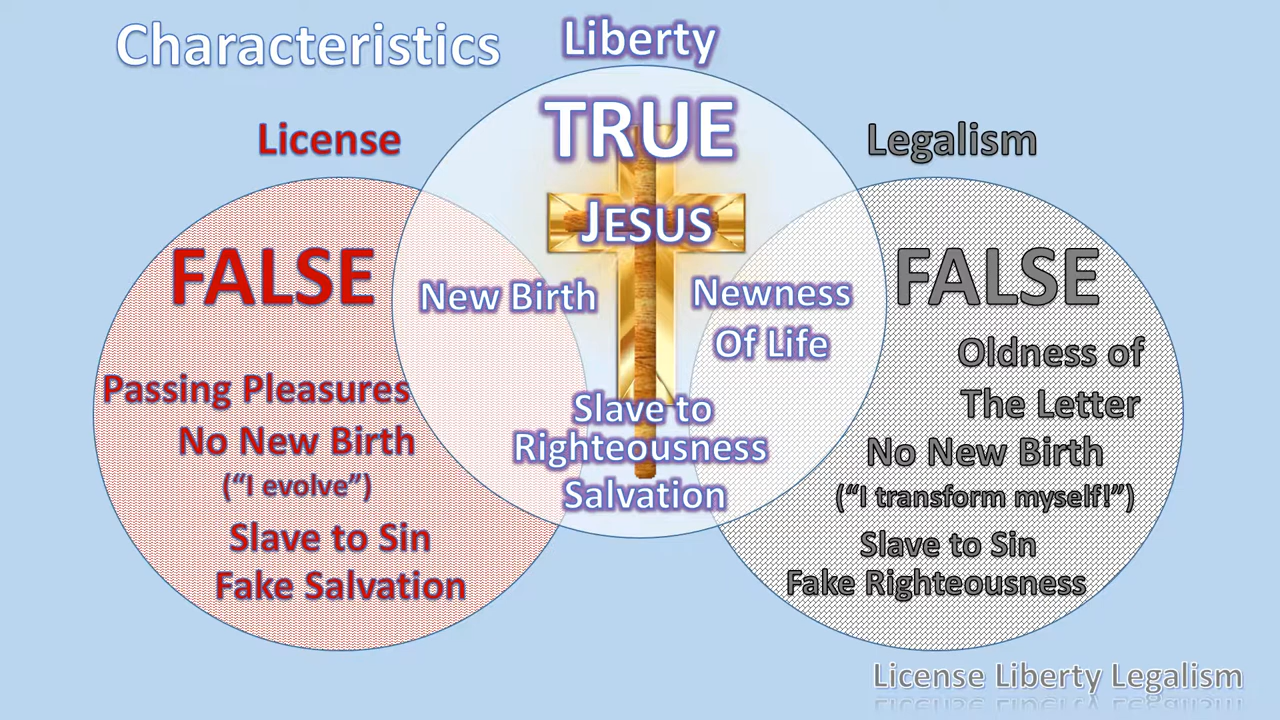 Characteristics
Liberty
License
TRUE
Legalism
JESUS
FALSE
New Birth
Newness
Of Life
FALSE
Passing Pleasures
No New Birth
(“I evolve”)
Slave to Sin
Fake Salvation
Slave to
Righteousness
Salvation
Oldness of
The Letter
No New Birth
(“I transform myself!”)
Slave to Sin
Fake Righteousness
License Liberty Legalism